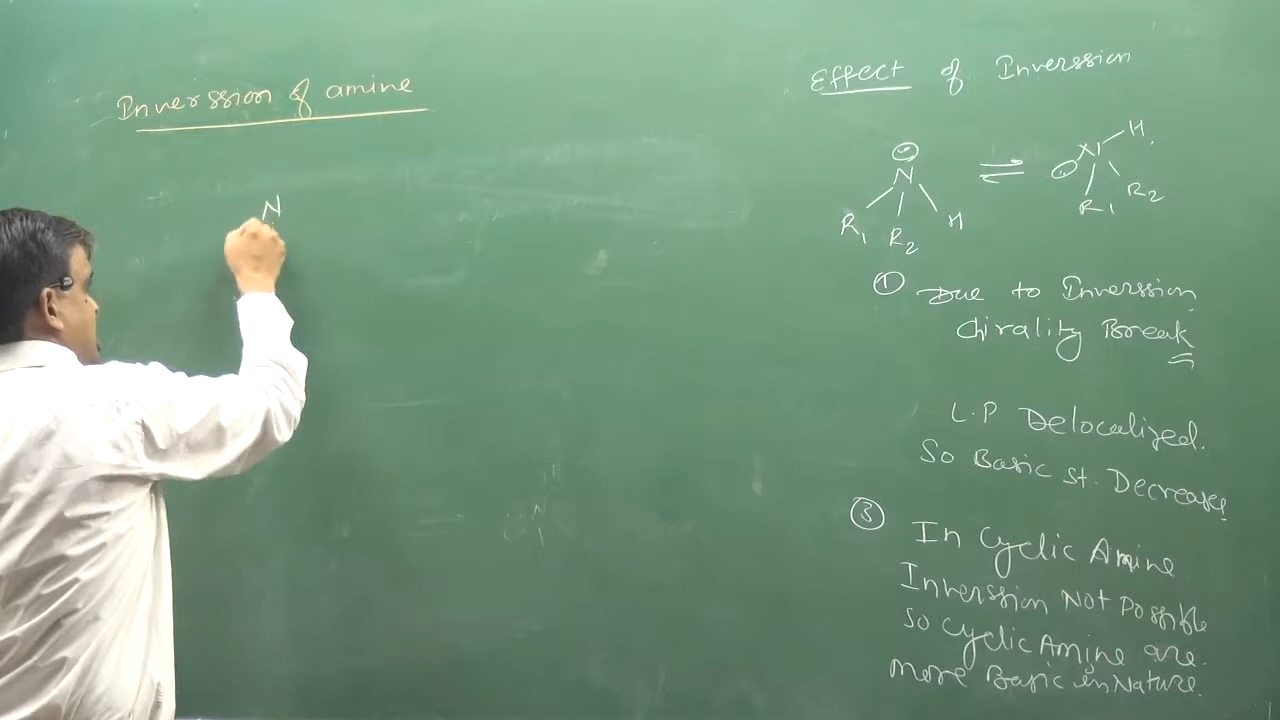 Inverssion of amine
N
Effect of Inverssion
N ⇌ N H
R1 R2 H R1 R2
① Due to Inverssion
Chirality Break
L.P Delocalized.
So Basic st. Decreases
③ In Cyclic Amine
Inverssion Not Possible
So Cyclic Amine are.
more Basic in Nature.